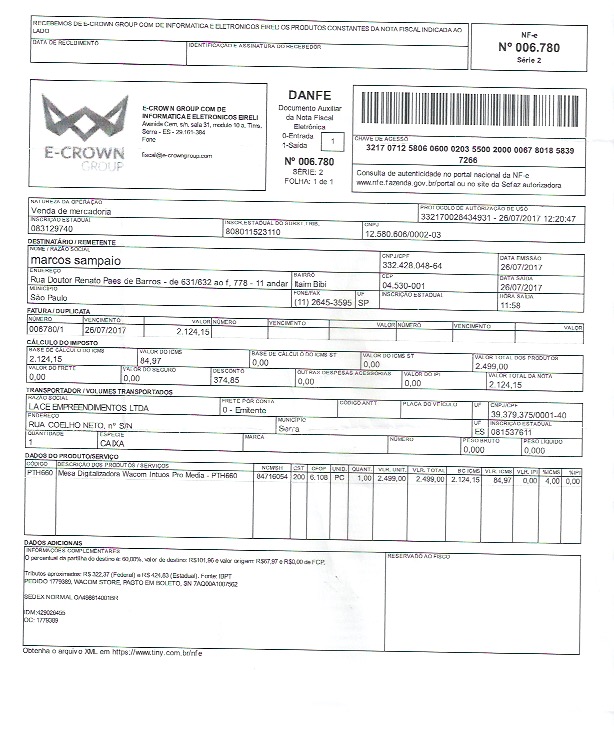 RECEBEMOS DE E-CROWN GROUP COM DE INFORMATICA E ELETRONICOS EIRELI OS PRODUTOS CONSTANTES DA NOTA FISCAL INDICADA AO
LADO
DATA DE RECEBIMENTO
IDENTIFICAÇÃO E ASSINATURA DO RECEBEDOR
NF-e
Nº 006.780
Série 2
E-CROWN
GROUP
E-CROWN GROUP COM DE
INFORMATICA E ELETRONICOS EIRELI
Avenida Cem, s/n, sala 31, modulo 10 a, Tims.
Serra - ES - 29.161-384
Fone
fiscal@e-crowngroup.com
DANFE
Documento Auxiliar
da Nota Fiscal
Eletrônica
0-Entrada
1-Saída
1
Nº 006.780
SÉRIE: 2
FOLHA: 1 de 1
CHAVE DE ACESSO
3217 0712 5806 0600 0203 5500 2000 0067 8018 5839
7266
Consulta de autenticidade no portal nacional da NF-e
www.nfe.fazenda.gov.br/portal ou no site da Sefaz autorizadora
NATUREZA DA OPERAÇÃO
Venda de mercadoria
PROTOCOLO DE AUTORIZAÇÃO DE USO
332170028434931 - 26/07/2017 12:20:47
INSCRIÇÃO ESTADUAL
083129740
INSCR.ESTADUAL DO SUBST.TRIB.
808011523110
CNPJ
12.580.606/0002-03
DESTINATÁRIO / REMETENTE
NOME / RAZÃO SOCIAL
marcos sampaio
CNPJ/CPF
332.428.048-64
DATA EMISSÃO
26/07/2017
ENDEREÇO
Rua Doutor Renato Paes de Barros - de 631/632 ao f, 778 - 11 andar
BAIRRO
Itaim Bibi
CEP
04.530-001
DATA SAÍDA
26/07/2017
MUNICÍPIO
São Paulo
FONE/FAX
(11) 2645-3595
UF
SP
INSCRIÇÃO ESTADUAL
HORA SAÍDA
11:58
FATURA / DUPLICATA
NÚMERO VENCIMENTO VALOR NÚMERO VENCIMENTO VALOR NÚMERO VENCIMENTO VALOR
006780/1 26/07/2017 2.124,15
CÁLCULO DO IMPOSTO
BASE DE CÁLCULO DO ICMS
2.124,15
VALOR DO ICMS
84,97
BASE DE CÁLCULO DO ICMS ST
0,00
VALOR DO ICMS ST
0,00
VALOR TOTAL DOS PRODUTOS
2.499,00
VALOR DO FRETE
0,00
VALOR DO SEGURO
0,00
DESCONTO
374,85
OUTRAS DESPESAS ACESSÓRIAS
0,00
VALOR DO IPI
0,00
VALOR TOTAL DA NOTA
2.124,15
TRANSPORTADOR / VOLUMES TRANSPORTADOS
RAZÃO SOCIAL
LACE EMPREENDIMENTOS LTDA
FRETE POR CONTA
0 - Emitente
CÓDIGO ANTT
PLACA DO VEÍCULO
UF
CNPJ/CPF
39.379.375/0001-40
ENDEREÇO
RUA COELHO NETO, nº S/N
MUNICÍPIO
Serra
UF
ES
INSCRIÇÃO ESTADUAL
081537611
QUANTIDADE
1
ESPÉCIE
CAIXA
MARCA
NÚMERO
PESO BRUTO
0,000
PESO LÍQUIDO
0,000
DADOS DO PRODUTO/SERVIÇO
CÓDIGO DESCRIÇÃO DOS PRODUTOS / SERVIÇOS NCM/SH CST CFOP UNID. QUANT. VLR. UNIT. VLR. TOTAL BC ICMS VLR. ICMS VLR. IPI %ICMS %IPI
PTH660 Mesa Digitalizadora Wacom Intuos Pro Media - PTH660 84716054 200 6.108 PC 1,00 2.499,00 2.499,00 2.124,15 84,97 0,00 4,00 0,00
DADOS ADICIONAIS
INFORMAÇÕES COMPLEMENTARES
RESERVADO AO FISCO
O percentual da partilha do destino é: 60,00%, valor de destino: R$101,96 e valor origem: R$67,97 e R$0,00 de FCP.
Tributos aproximados: R$ 322,37 (Federal) e R$ 424,83 (Estadual). Fonte: IBPT
PEDIDO 1779389, WACOM STORE, PAGTO EM BOLETO, SN 7AQ00A1007562
SEDEX NORMAL OA498614001BR
IDM:429026455
OC: 1779389
Obtenha o arquivo XML em https://www.tiny.com.br/nfe